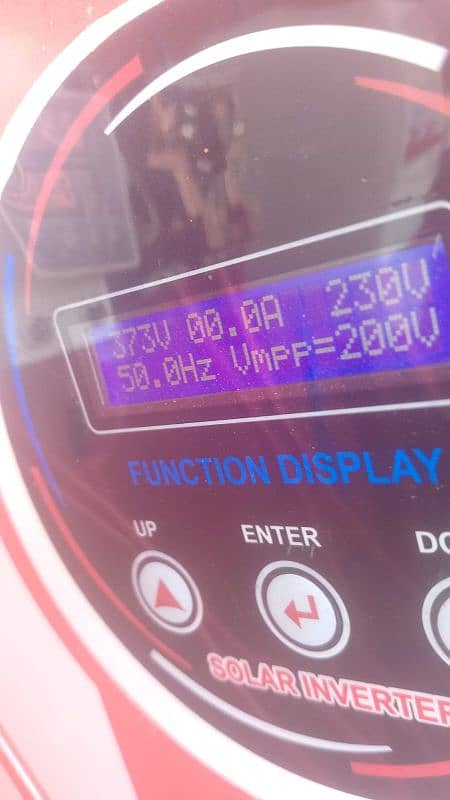 373V 00.0A 230V
50.0Hz Vmpp=200V
FUNCTION DISPLAY
UP ENTER
SOLAR INVERTER